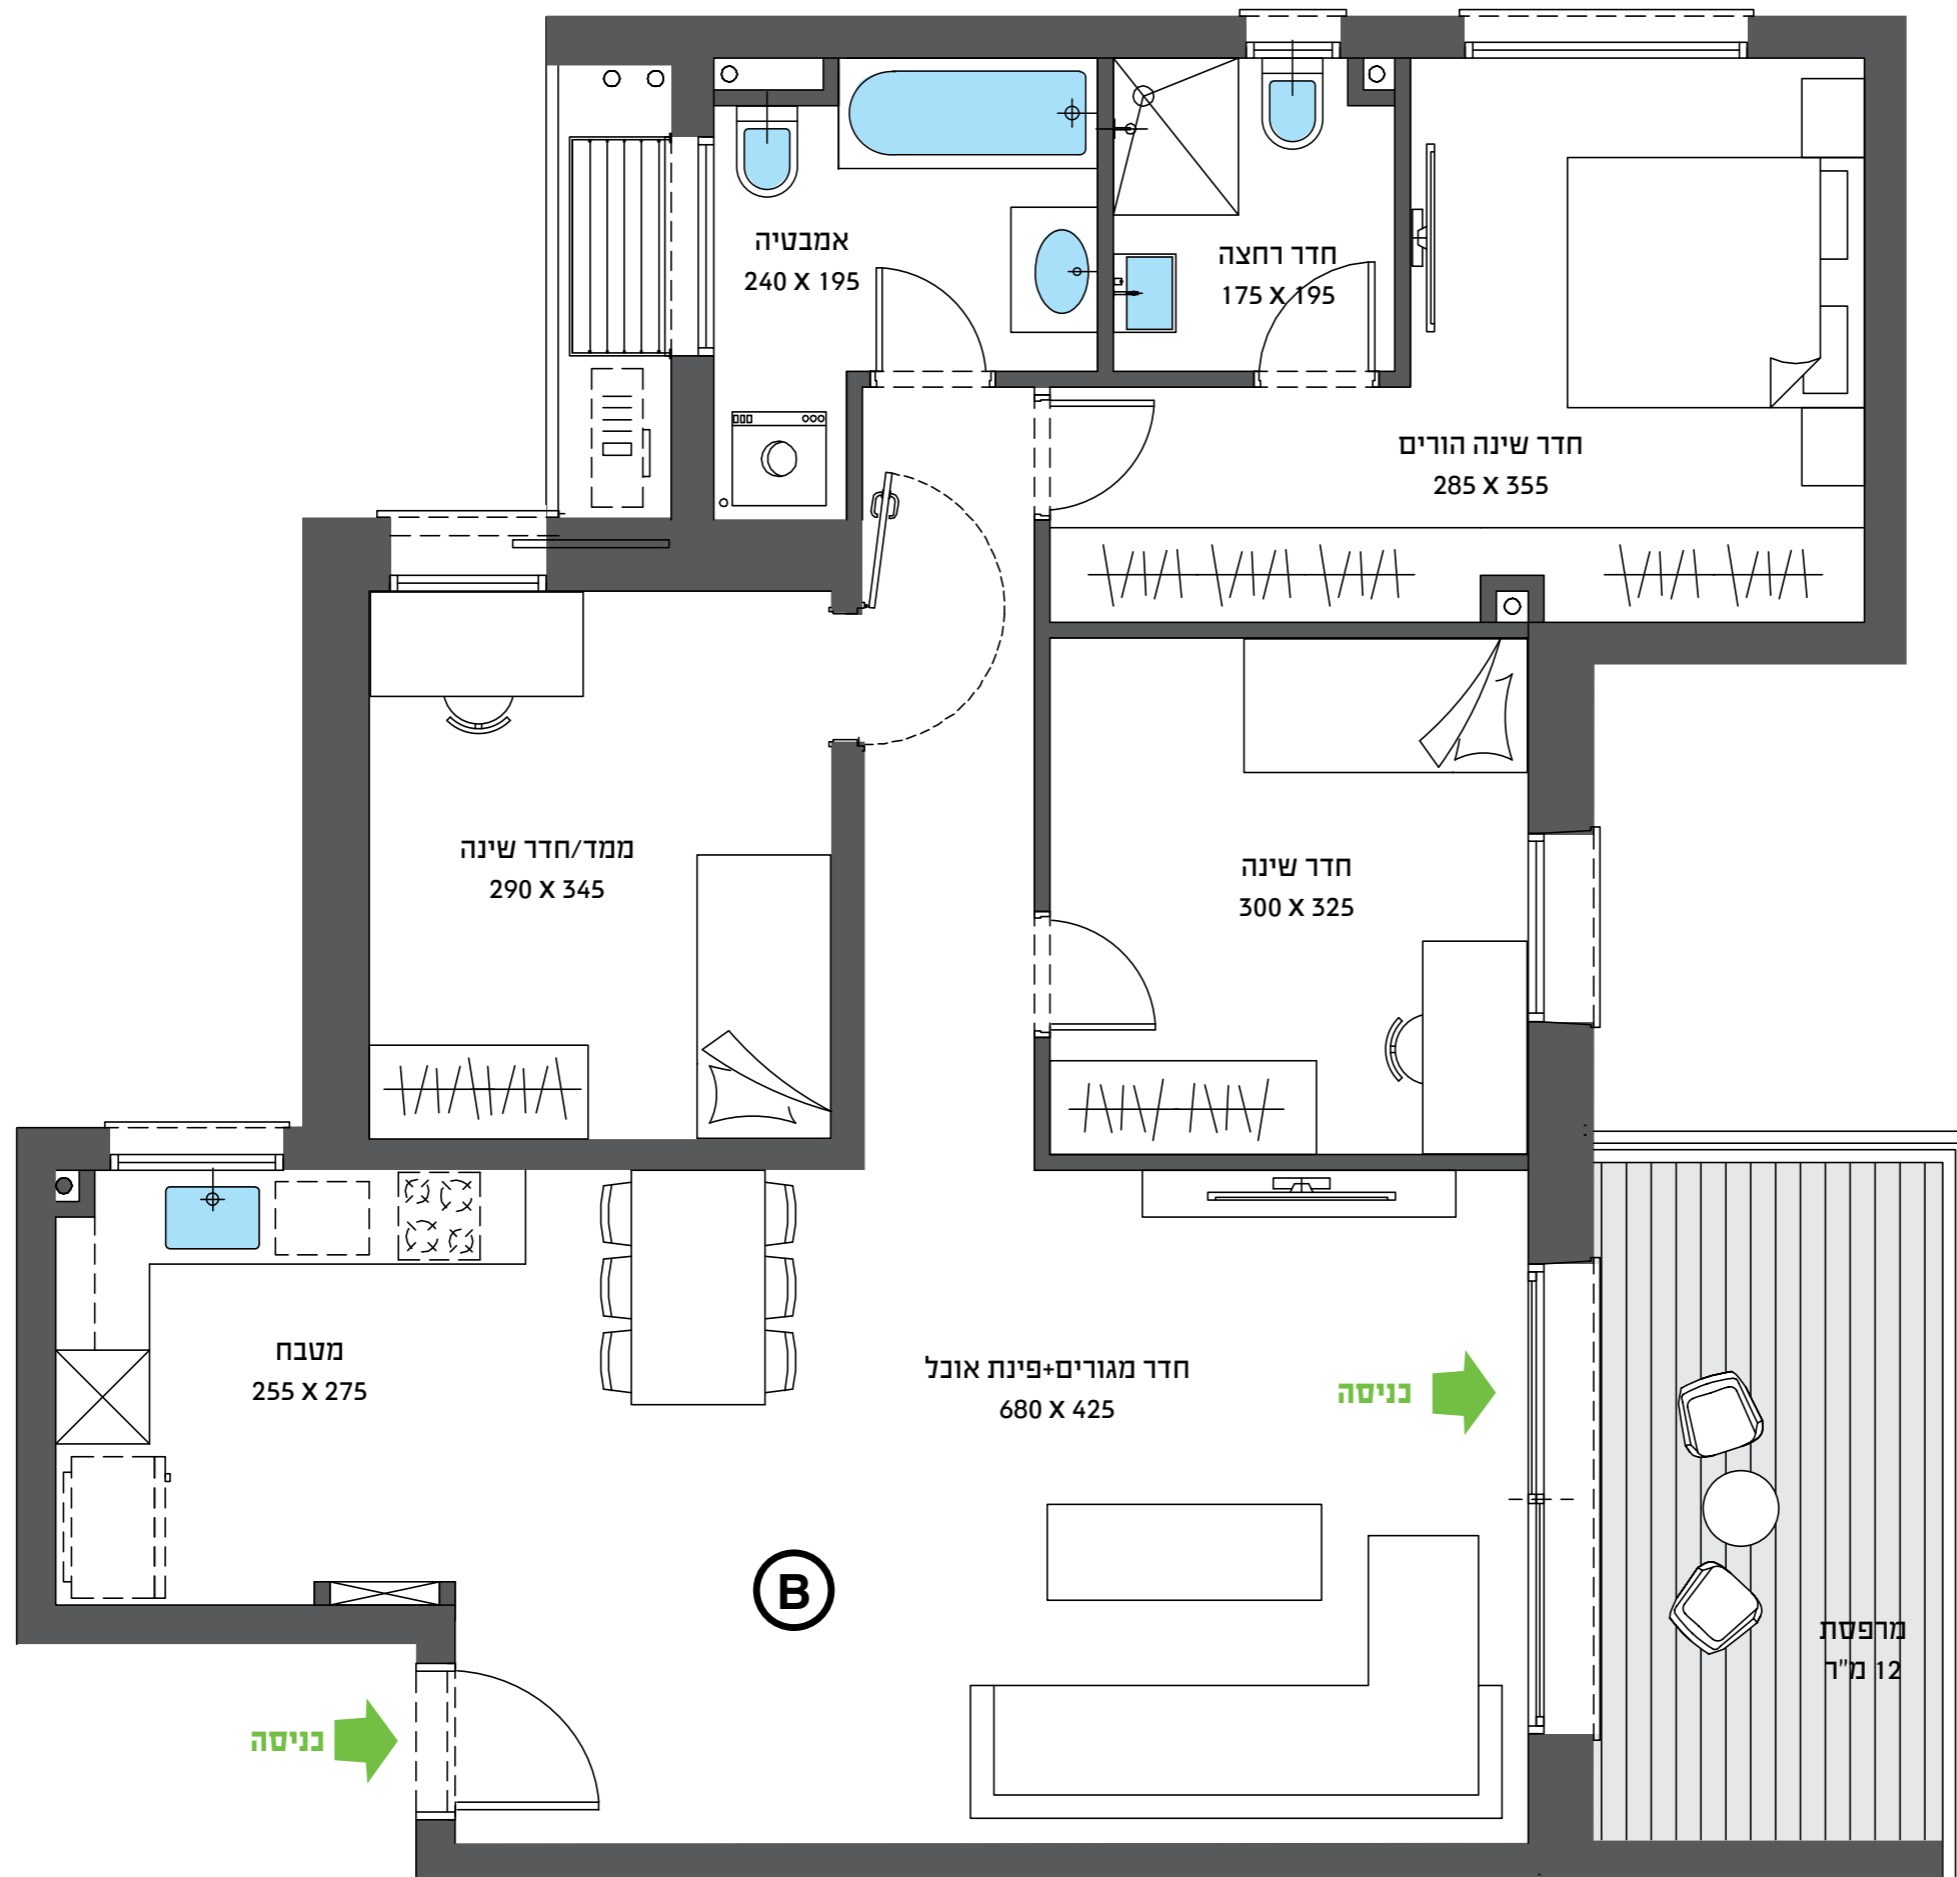 אמבטיה
240 X 195
חדר רחצה
175 X 195
חדר שינה הורים
285 X 355
ממד/חדר שינה
290 X 345
חדר שינה
300 X 325
מטבח
255 X 275
חדר מגורים+פינת אוכל
680 X 425
כניסה
B
מרפסת
12 מ"ר
כניסה